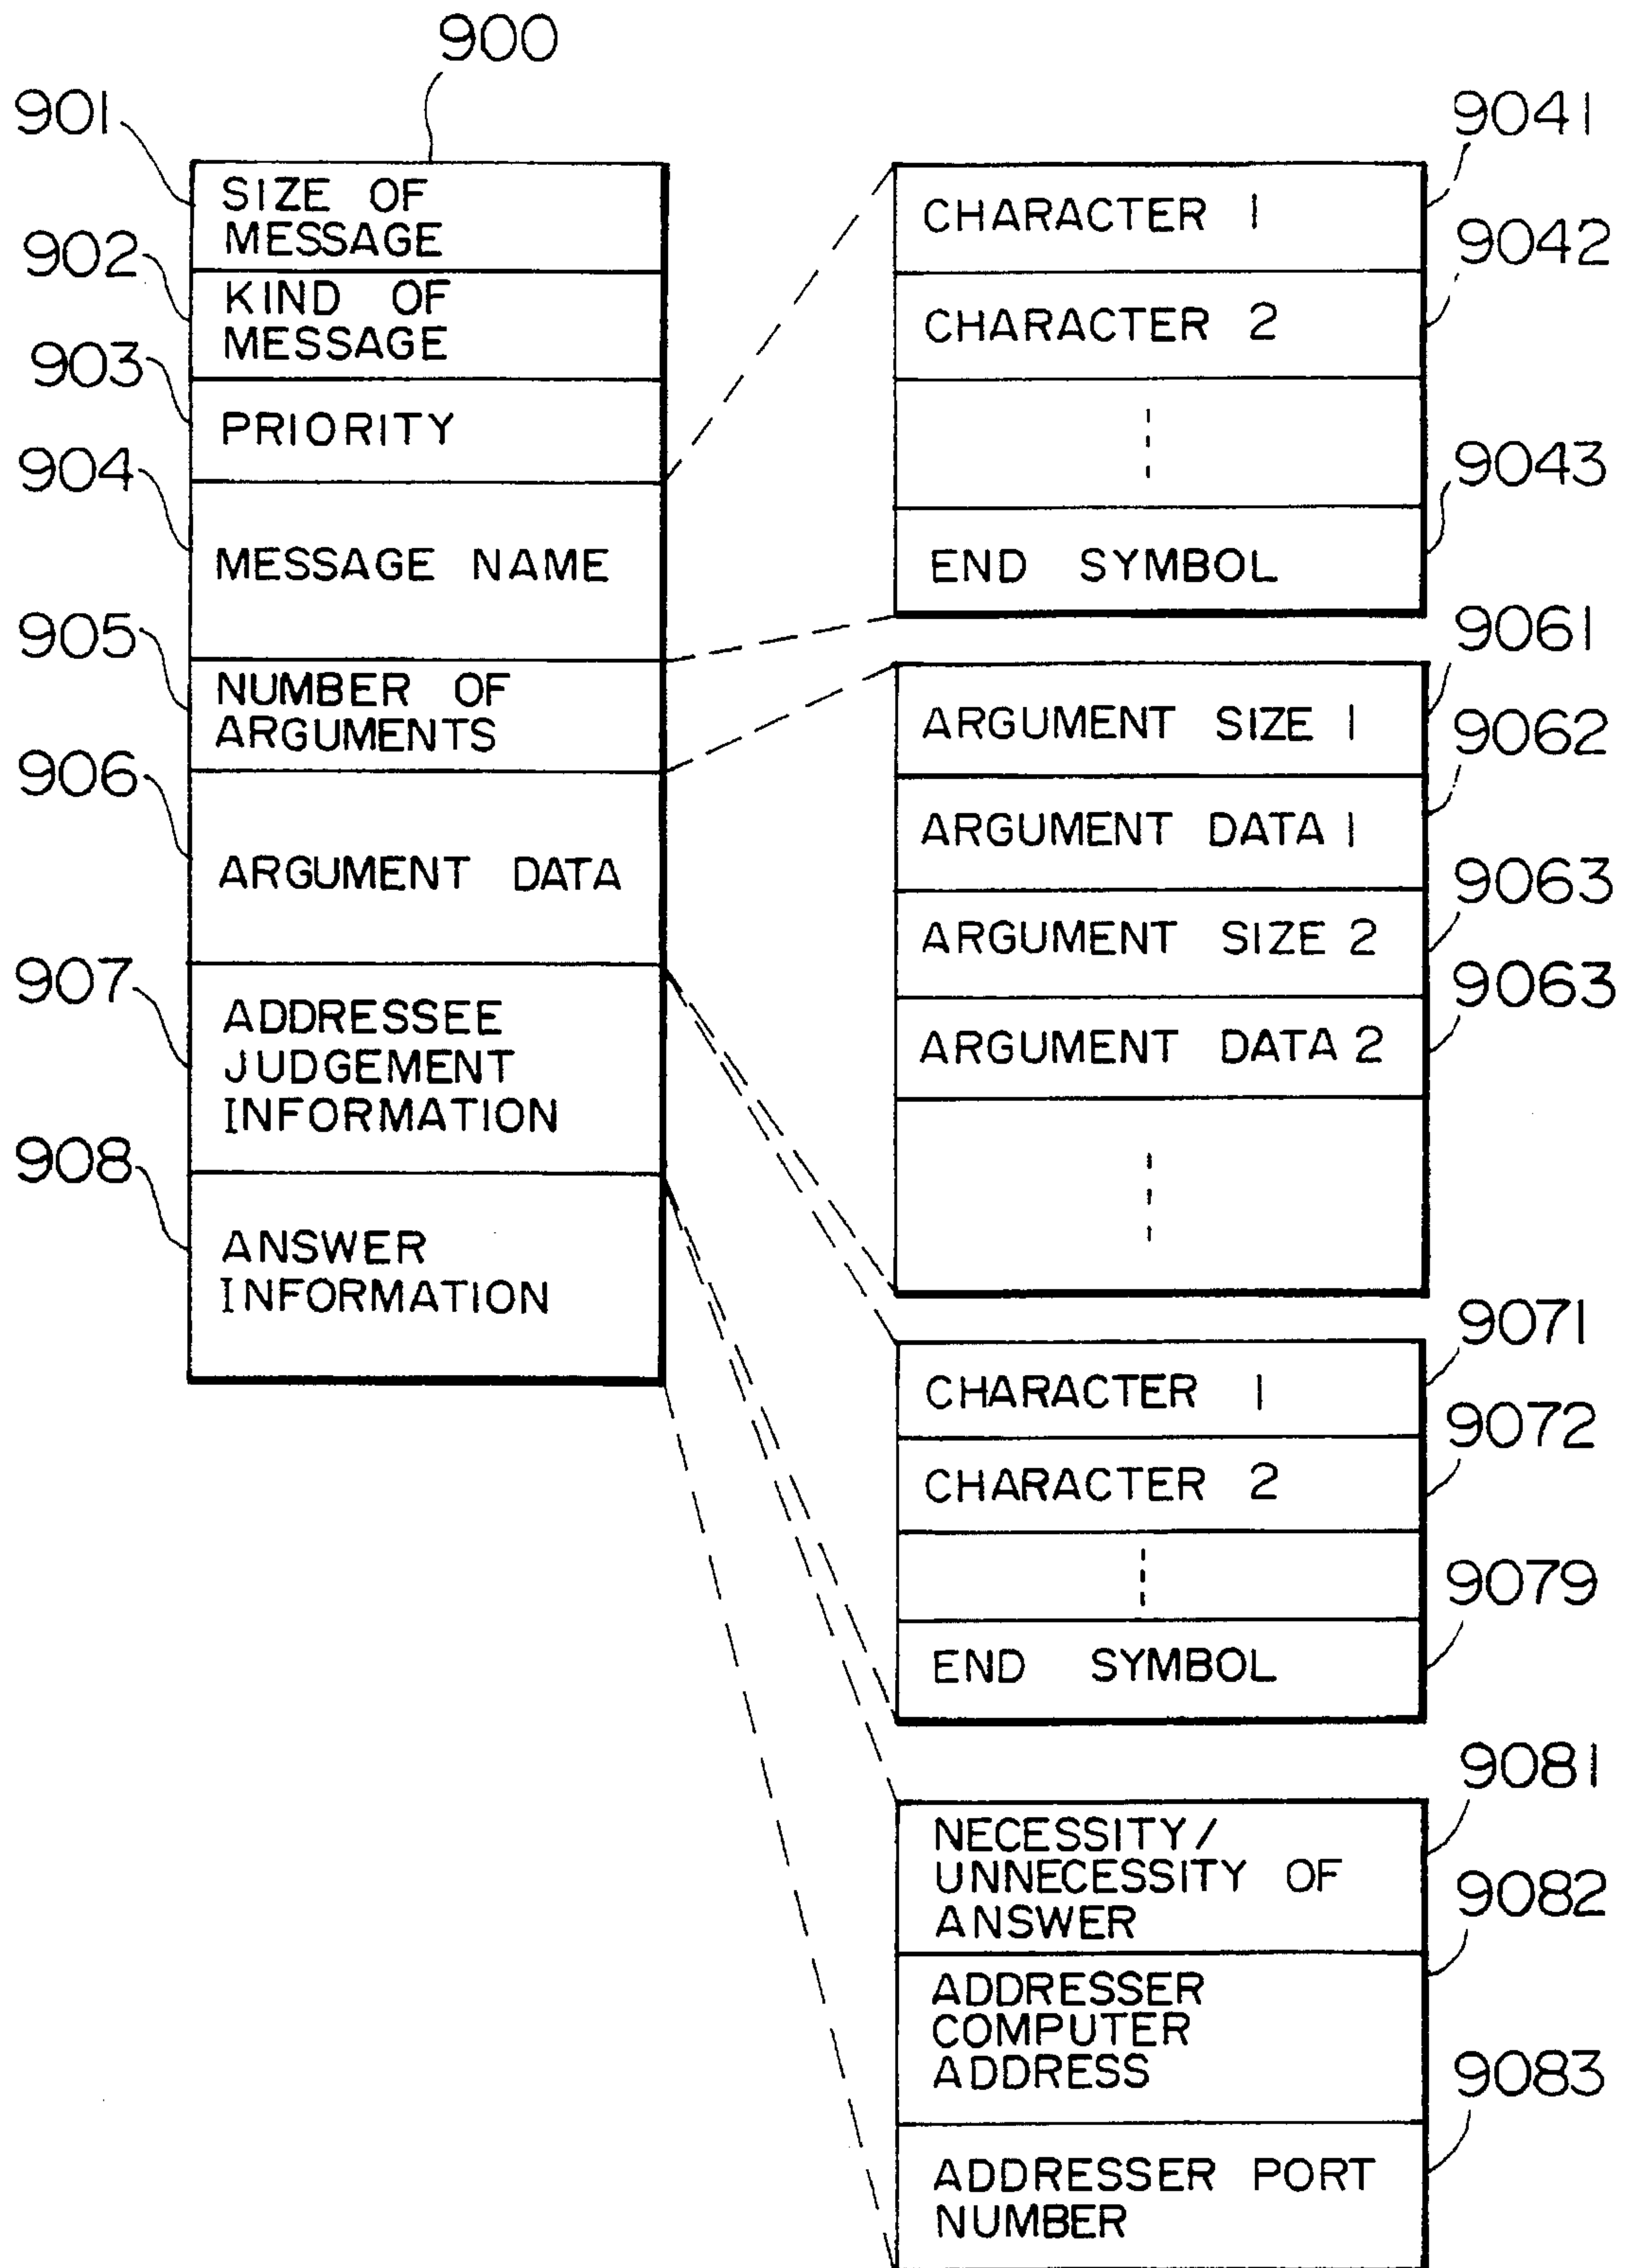 900
901
SIZE OF
MESSAGE
902
KIND OF
MESSAGE
903
PRIORITY
904
MESSAGE NAME
905
NUMBER OF
ARGUMENTS
906
ARGUMENT DATA
907
ADDRESSEE
JUDGEMENT
INFORMATION
908
ANSWER
INFORMATION
9041
CHARACTER 1
9042
CHARACTER 2
9043
END SYMBOL
9061
ARGUMENT SIZE 1
9062
ARGUMENT DATA 1
9063
ARGUMENT SIZE 2
9063
ARGUMENT DATA 2
9071
CHARACTER 1
9072
CHARACTER 2
9079
END SYMBOL
9081
NECESSITY/
UNNECESSITY OF
ANSWER
9082
ADDRESSER
COMPUTER
ADDRESS
9083
ADDRESSER PORT
NUMBER